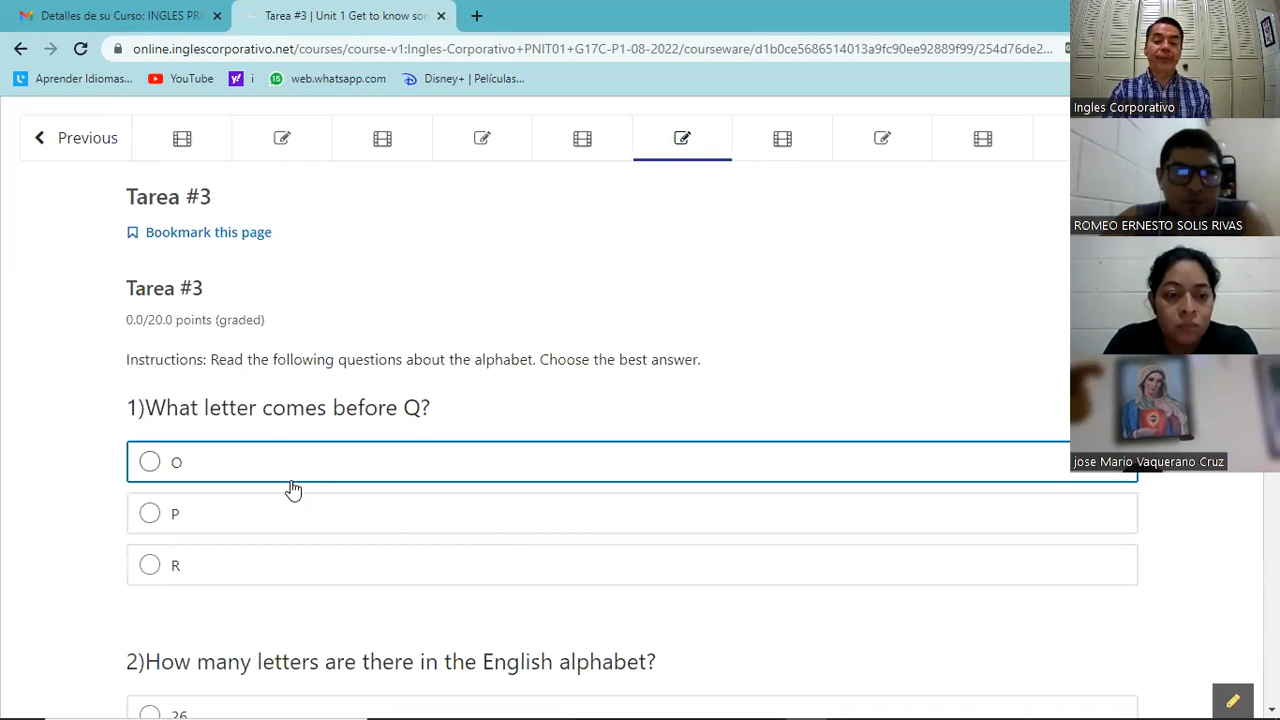 Detalles de su Curso: INGLES PR
Tarea #3 | Unit 1 Get to know
online.inglescorporativo.net/courses/course-v1:Ingles-Corporativo+PNIT01+G17C-P1-08-2022/courseware/
Aprender Idiomas...
YouTube
i
web.whatsapp.com
Disney+ | Películas...
Previous
Tarea #3
Bookmark this page
Tarea #3
0.0/20.0 points (graded)
Instructions: Read the following questions about the alphabet. Choose the best answer.
1)What letter comes before Q?
O
P
R
2)How many letters are there in the English alphabet?
26
Ingles Corporativo
ROMEO ERNESTO SOLIS RIVAS
jose Mario Vaquerano Cruz